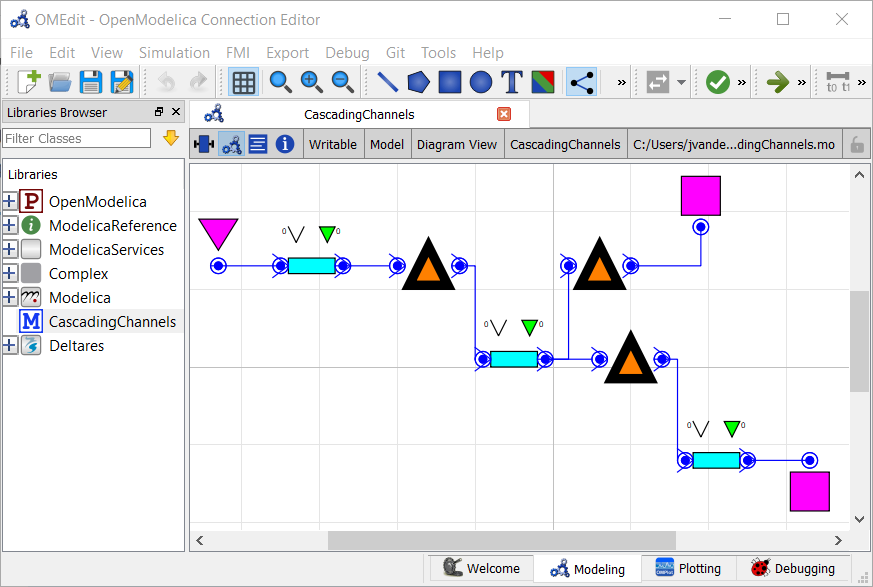 OMEdit - OpenModelica Connection Editor
File Edit View Simulation FMI Export Debug Git Tools Help
T » » » to t1 »
Libraries Browser
CascadingChannels
Filter Classes
i Writable Model Diagram View CascadingChannels C:/Users/jvande...dingChannels.mo
Libraries
P OpenModelica
i ModelicaReference
ModelicaServices
Complex
m Modelica
M CascadingChannels
Deltares
0 0
0 0
0 0
Welcome Modeling Plotting Debugging